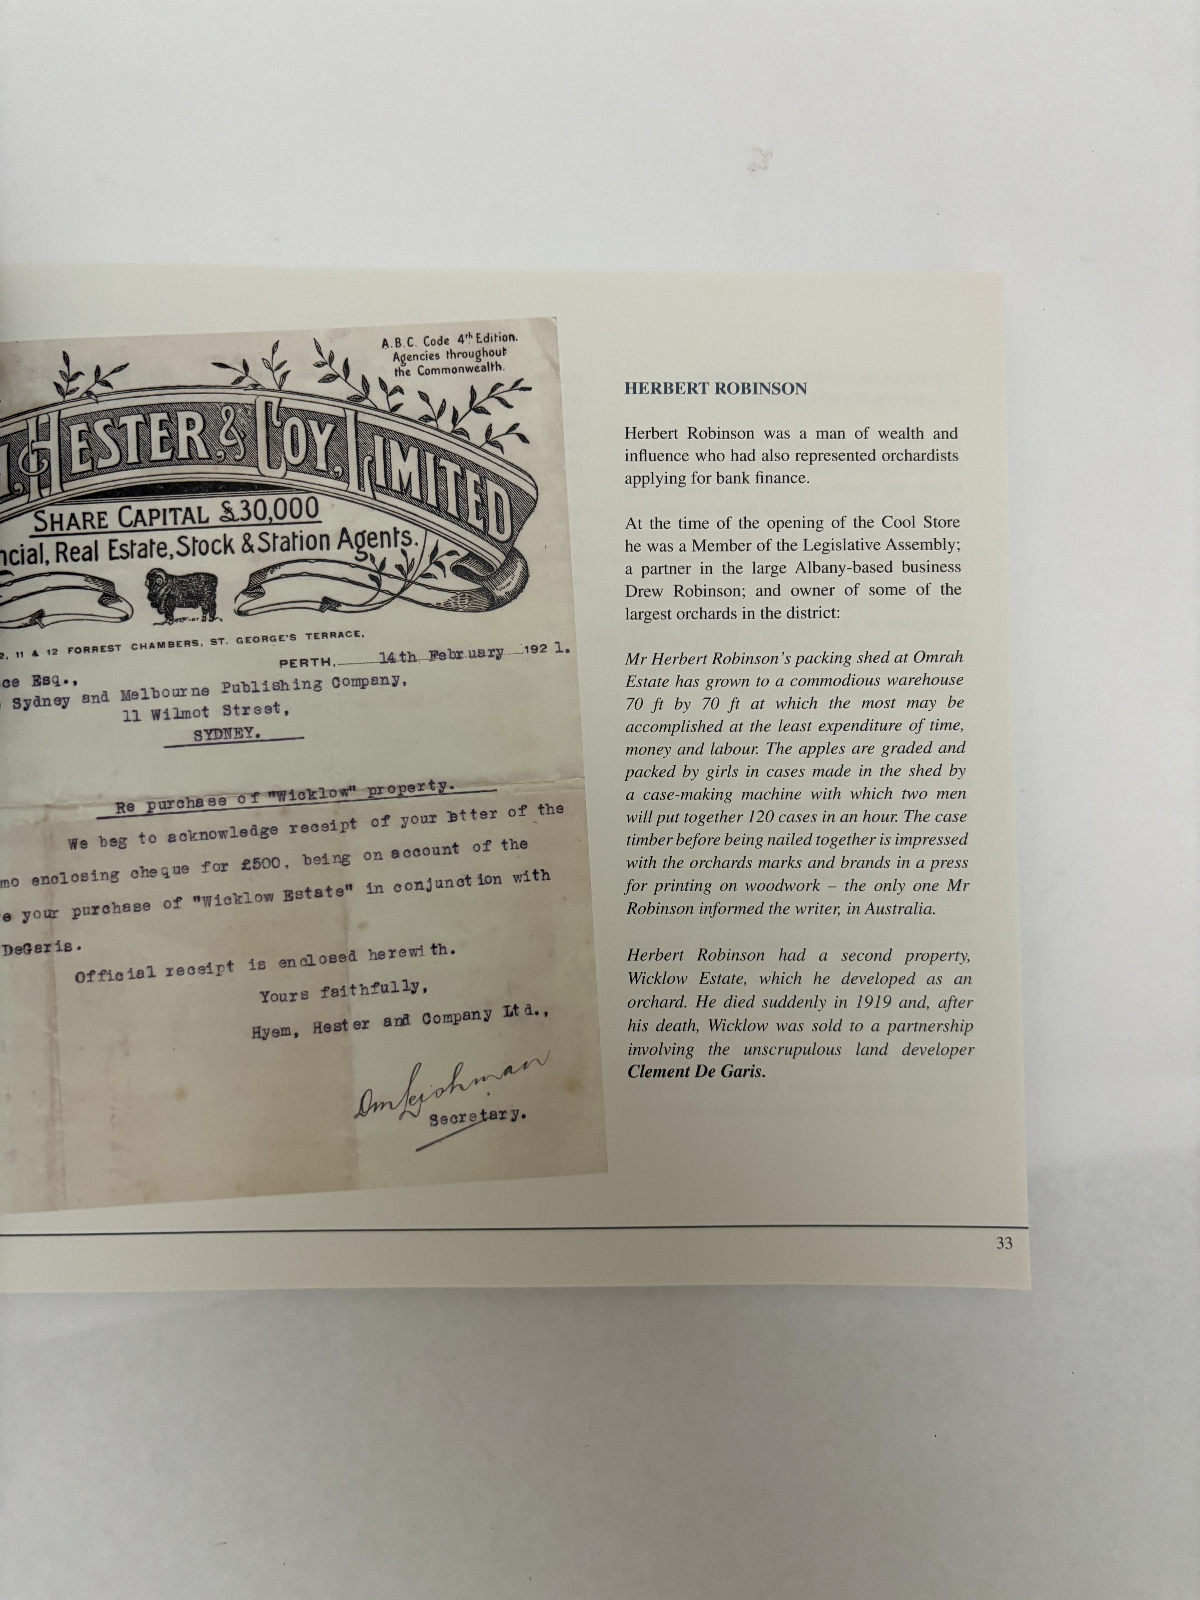 A.B.C. Code 4th Edition.
Agencies throughout
the Commonwealth.
HESTER, & COY, LIMITED
SHARE CAPITAL £30,000
ncial, Real Estate, Stock & Station Agents.
2, 11 & 12 FORREST CHAMBERS, ST. GEORGE'S TERRACE,
PERTH, 14th February 1921.
ce Esq.,
Sydney and Melbourne Publishing Company,
11 Wilmot Street,
SYDNEY.
Re purchase of "Wicklow" property.
We beg to acknowledge receipt of your letter of the
mo enclosing cheque for £500, being on account of the
e your purchase of "Wicklow Estate" in conjunction with
DeGaris.
Official receipt is enclosed herewith.
Yours faithfully,
Hyem, Hester and Company Ltd.,
Secretary.
HERBERT ROBINSON
Herbert Robinson was a man of wealth and
influence who had also represented orchardists
applying for bank finance.
At the time of the opening of the Cool Store
he was a Member of the Legislative Assembly;
a partner in the large Albany-based business
Drew Robinson; and owner of some of the
largest orchards in the district:
Mr Herbert Robinson's packing shed at Omrah
Estate has grown to a commodious warehouse
70 ft by 70 ft at which the most may be
accomplished at the least expenditure of time,
money and labour. The apples are graded and
packed by girls in cases made in the shed by
a case-making machine with which two men
will put together 120 cases in an hour. The case
timber before being nailed together is impressed
with the orchards marks and brands in a press
for printing on woodwork – the only one Mr
Robinson informed the writer, in Australia.
Herbert Robinson had a second property,
Wicklow Estate, which he developed as an
orchard. He died suddenly in 1919 and, after
his death, Wicklow was sold to a partnership
involving the unscrupulous land developer
Clement De Garis.
33